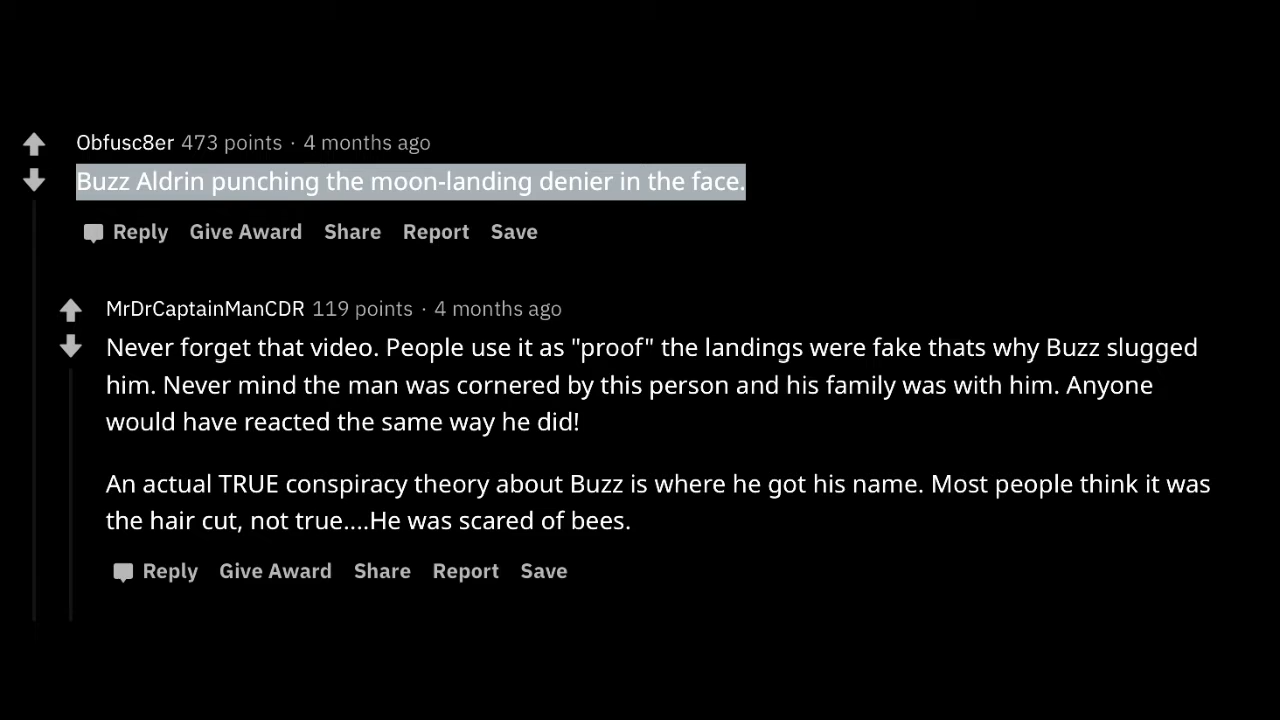 Obfusc8er 473 points · 4 months ago
Buzz Aldrin punching the moon-landing denier in the face.
Reply Give Award Share Report Save
MrDrCaptainManCDR 119 points · 4 months ago
Never forget that video. People use it as "proof" the landings were fake thats why Buzz slugged
him. Never mind the man was cornered by this person and his family was with him. Anyone
would have reacted the same way he did!
An actual TRUE conspiracy theory about Buzz is where he got his name. Most people think it was
the hair cut, not true....He was scared of bees.
Reply Give Award Share Report Save